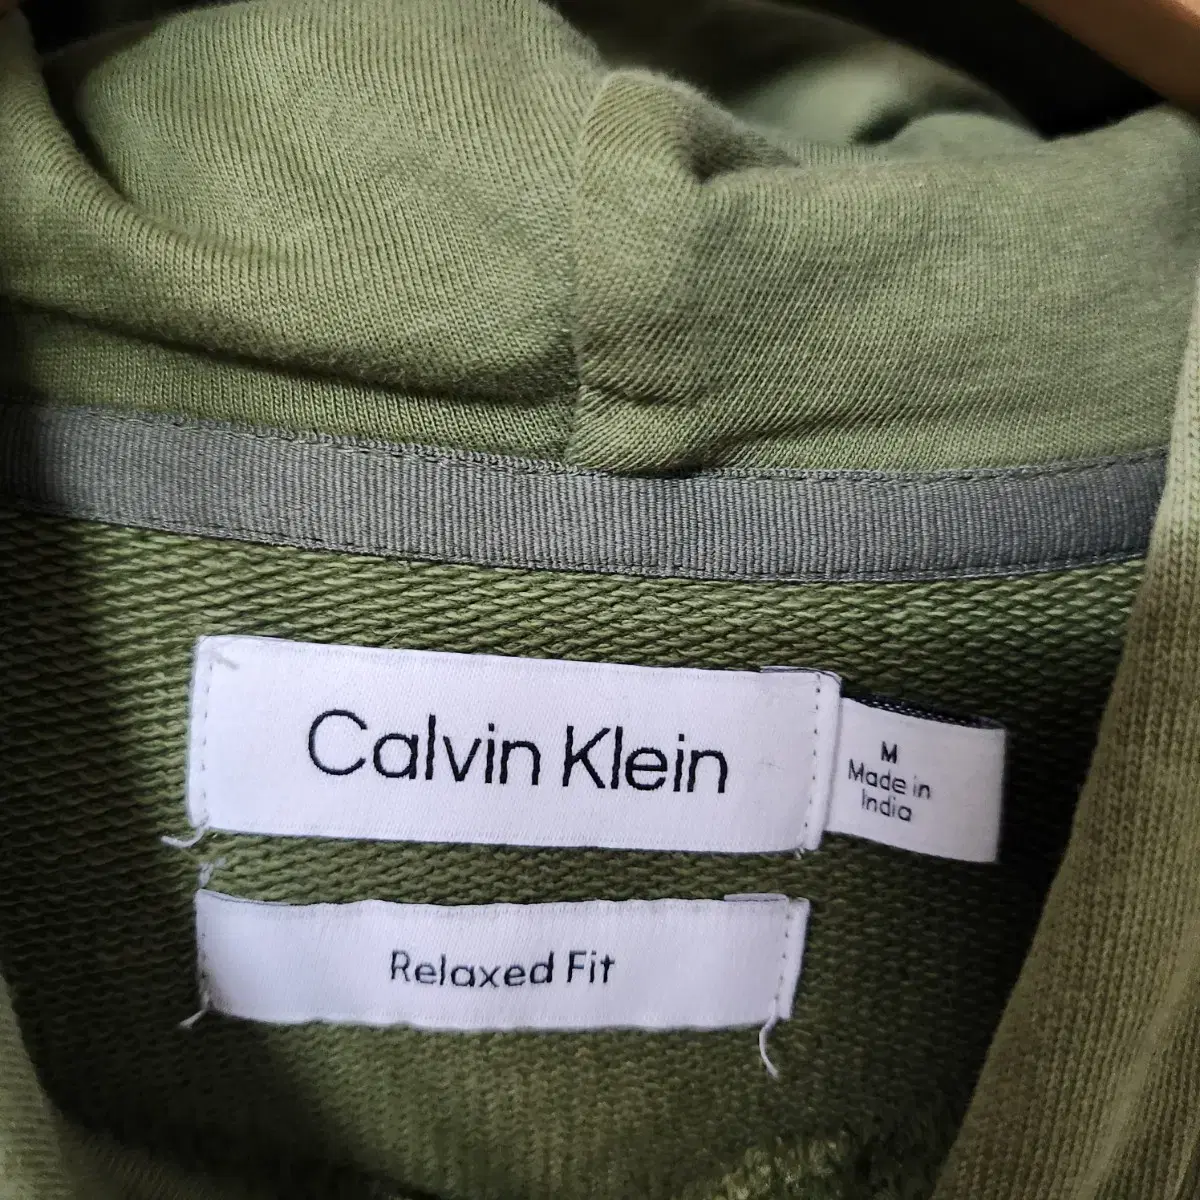 Calvin Klein
M
Made in
India
Relaxed Fit